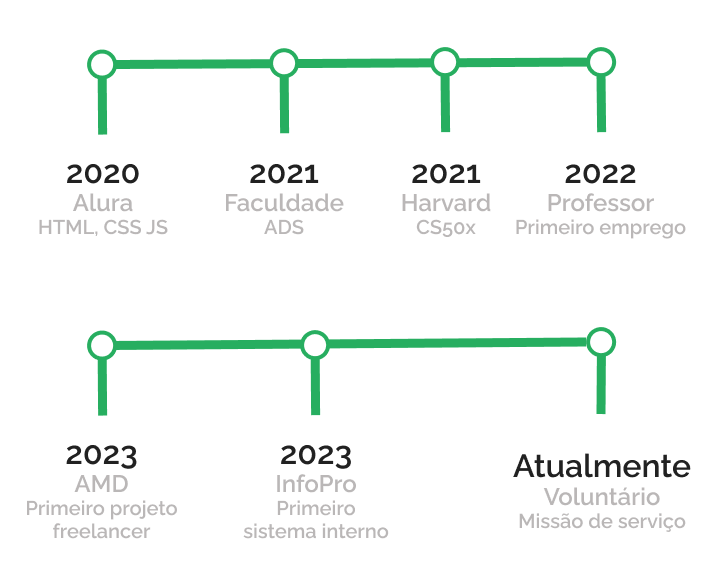 2020
Alura
HTML, CSS JS
2021
Faculdade
ADS
2021
Harvard
CS50x
2022
Professor
Primeiro emprego
2023
AMD
Primeiro projeto
freelancer
2023
InfoPro
Primeiro
sistema interno
Atualmente
Voluntário
Missão de serviço